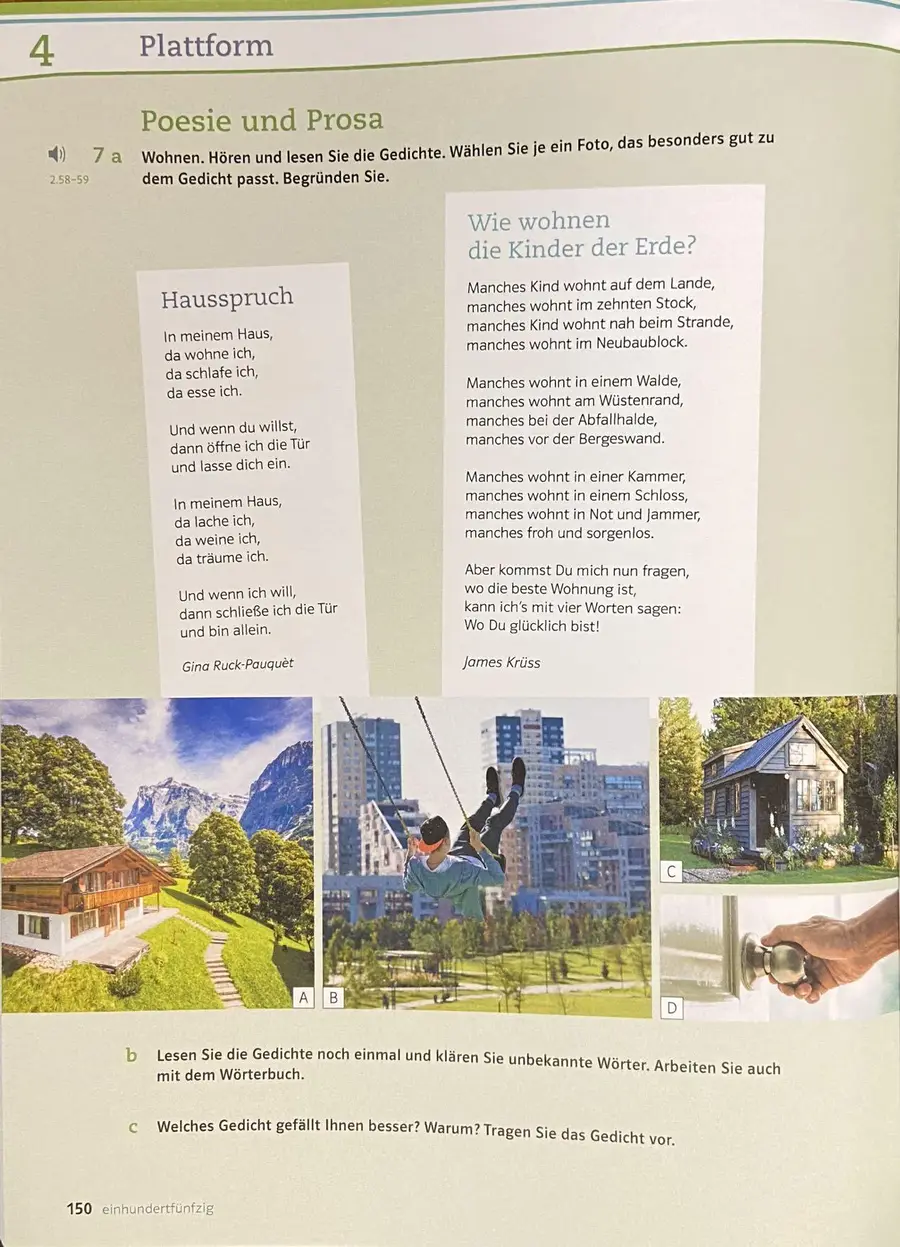 4 Plattform
Poesie und Prosa
7 a Wohnen. Hören und lesen Sie die Gedichte. Wählen Sie je ein Foto, das besonders gut zu
2.58–59 dem Gedicht passt. Begründen Sie.
Hausspruch
In meinem Haus,
da wohne ich,
da schlafe ich,
da esse ich.
Und wenn du willst,
dann öffne ich die Tür
und lasse dich ein.
In meinem Haus,
da lache ich,
da weine ich,
da träume ich.
Und wenn ich will,
dann schließe ich die Tür
und bin allein.
Gina Ruck-Pauquèt
Wie wohnen
die Kinder der Erde?
Manches Kind wohnt auf dem Lande,
manches wohnt im zehnten Stock,
manches Kind wohnt nah beim Strande,
manches wohnt im Neubaublock.
Manches wohnt in einem Walde,
manches wohnt am Wüstenrand,
manches bei der Abfallhalde,
manches vor der Bergeswand.
Manches wohnt in einer Kammer,
manches wohnt in einem Schloss,
manches wohnt in Not und Jammer,
manches froh und sorgenlos.
Aber kommst Du mich nun fragen,
wo die beste Wohnung ist,
kann ich's mit vier Worten sagen:
Wo Du glücklich bist!
James Krüss
A
B
C
D
b Lesen Sie die Gedichte noch einmal und klären Sie unbekannte Wörter. Arbeiten Sie auch
mit dem Wörterbuch.
c Welches Gedicht gefällt Ihnen besser? Warum? Tragen Sie das Gedicht vor.
150 einhundertfünfzig